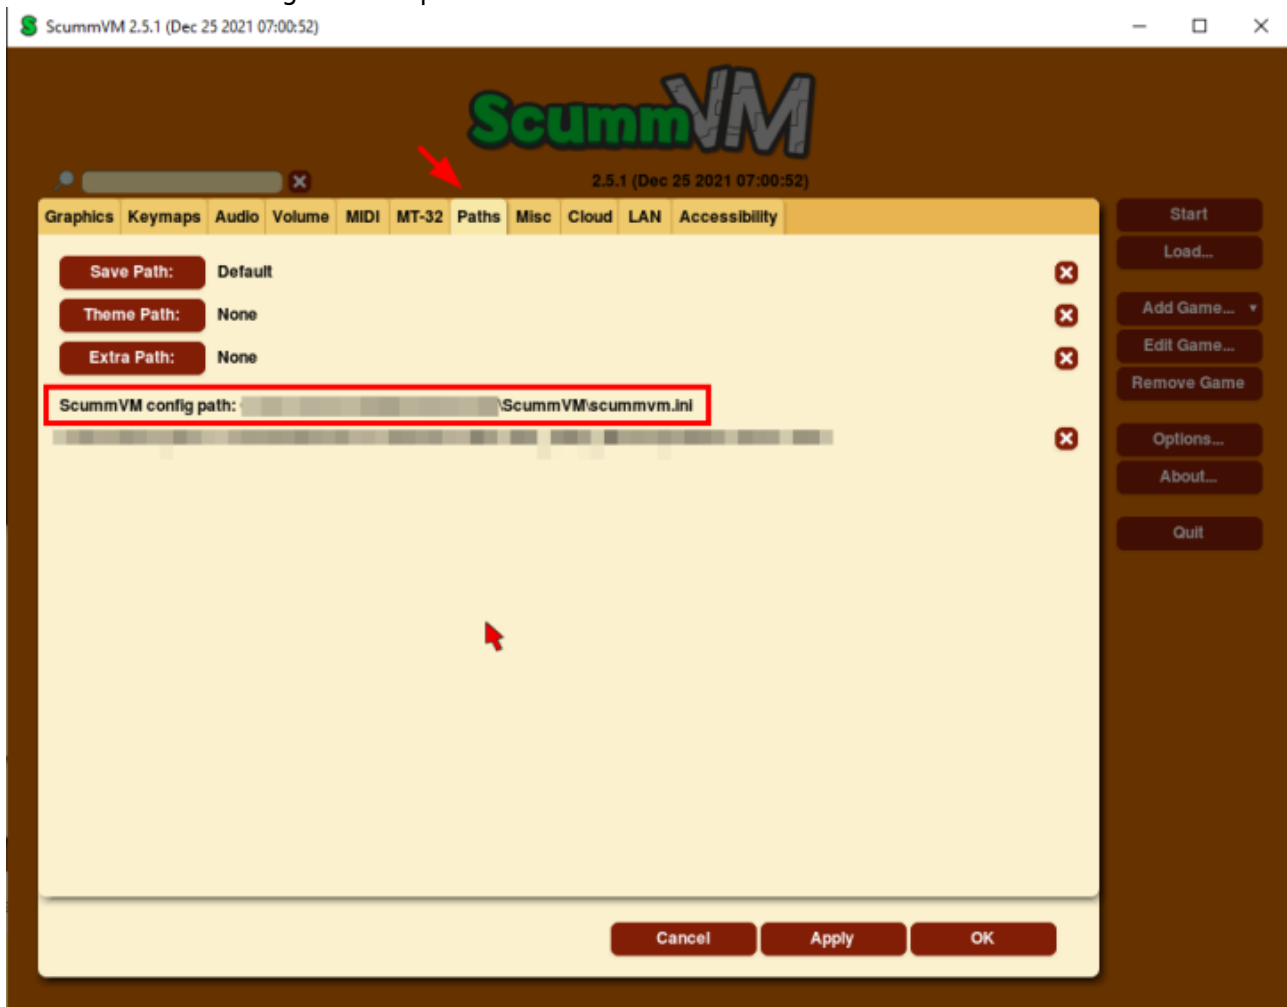 ScummVM 2.5.1 (Dec 25 2021 07:00:52)
ScummVM
2.5.1 (Dec 25 2021 07:00:52)
Graphics Keymaps Audio Volume MIDI MT-32 Paths Misc Cloud LAN Accessibility
Start
Load...
Save Path: Default
Theme Path: None
Add Game...
Extra Path: None
Edit Game...
Remove Game
ScummVM config path: \ScummVM\scummvm.ini
Options...
About...
Quit
Cancel Apply OK